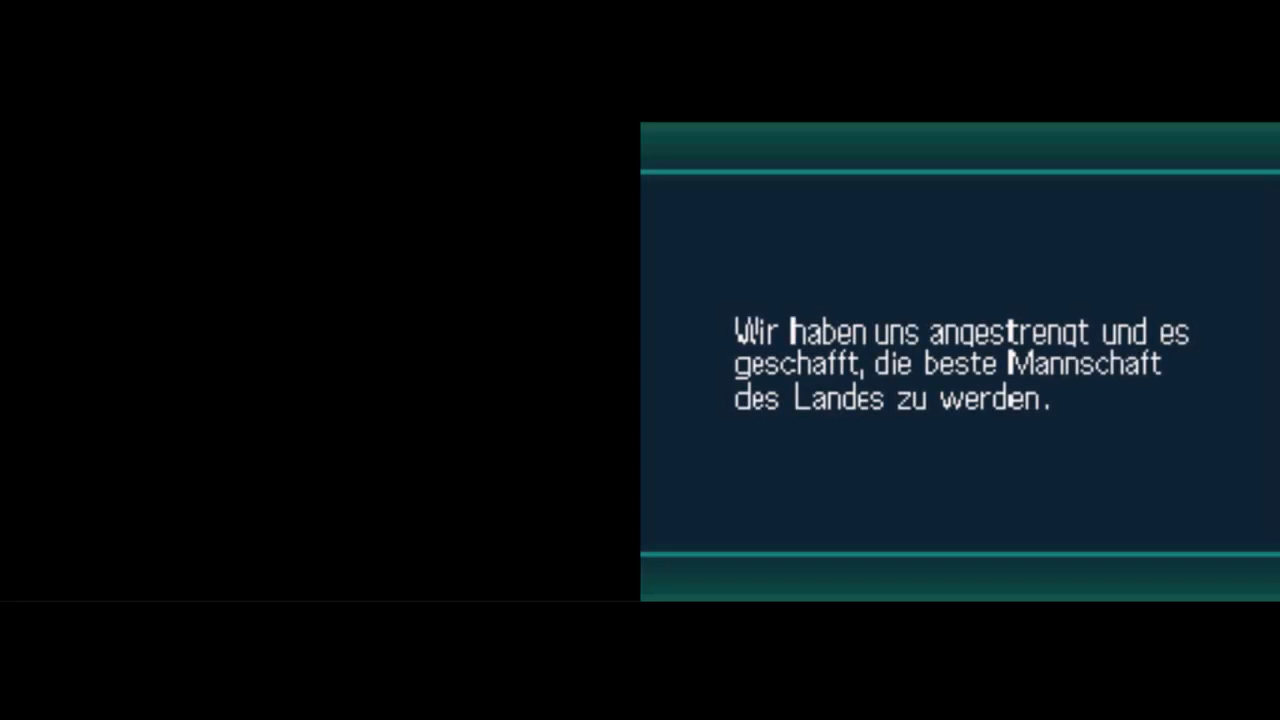 Wir haben uns angestrengt und es
geschafft, die beste Mannschaft
des Landes zu werden.